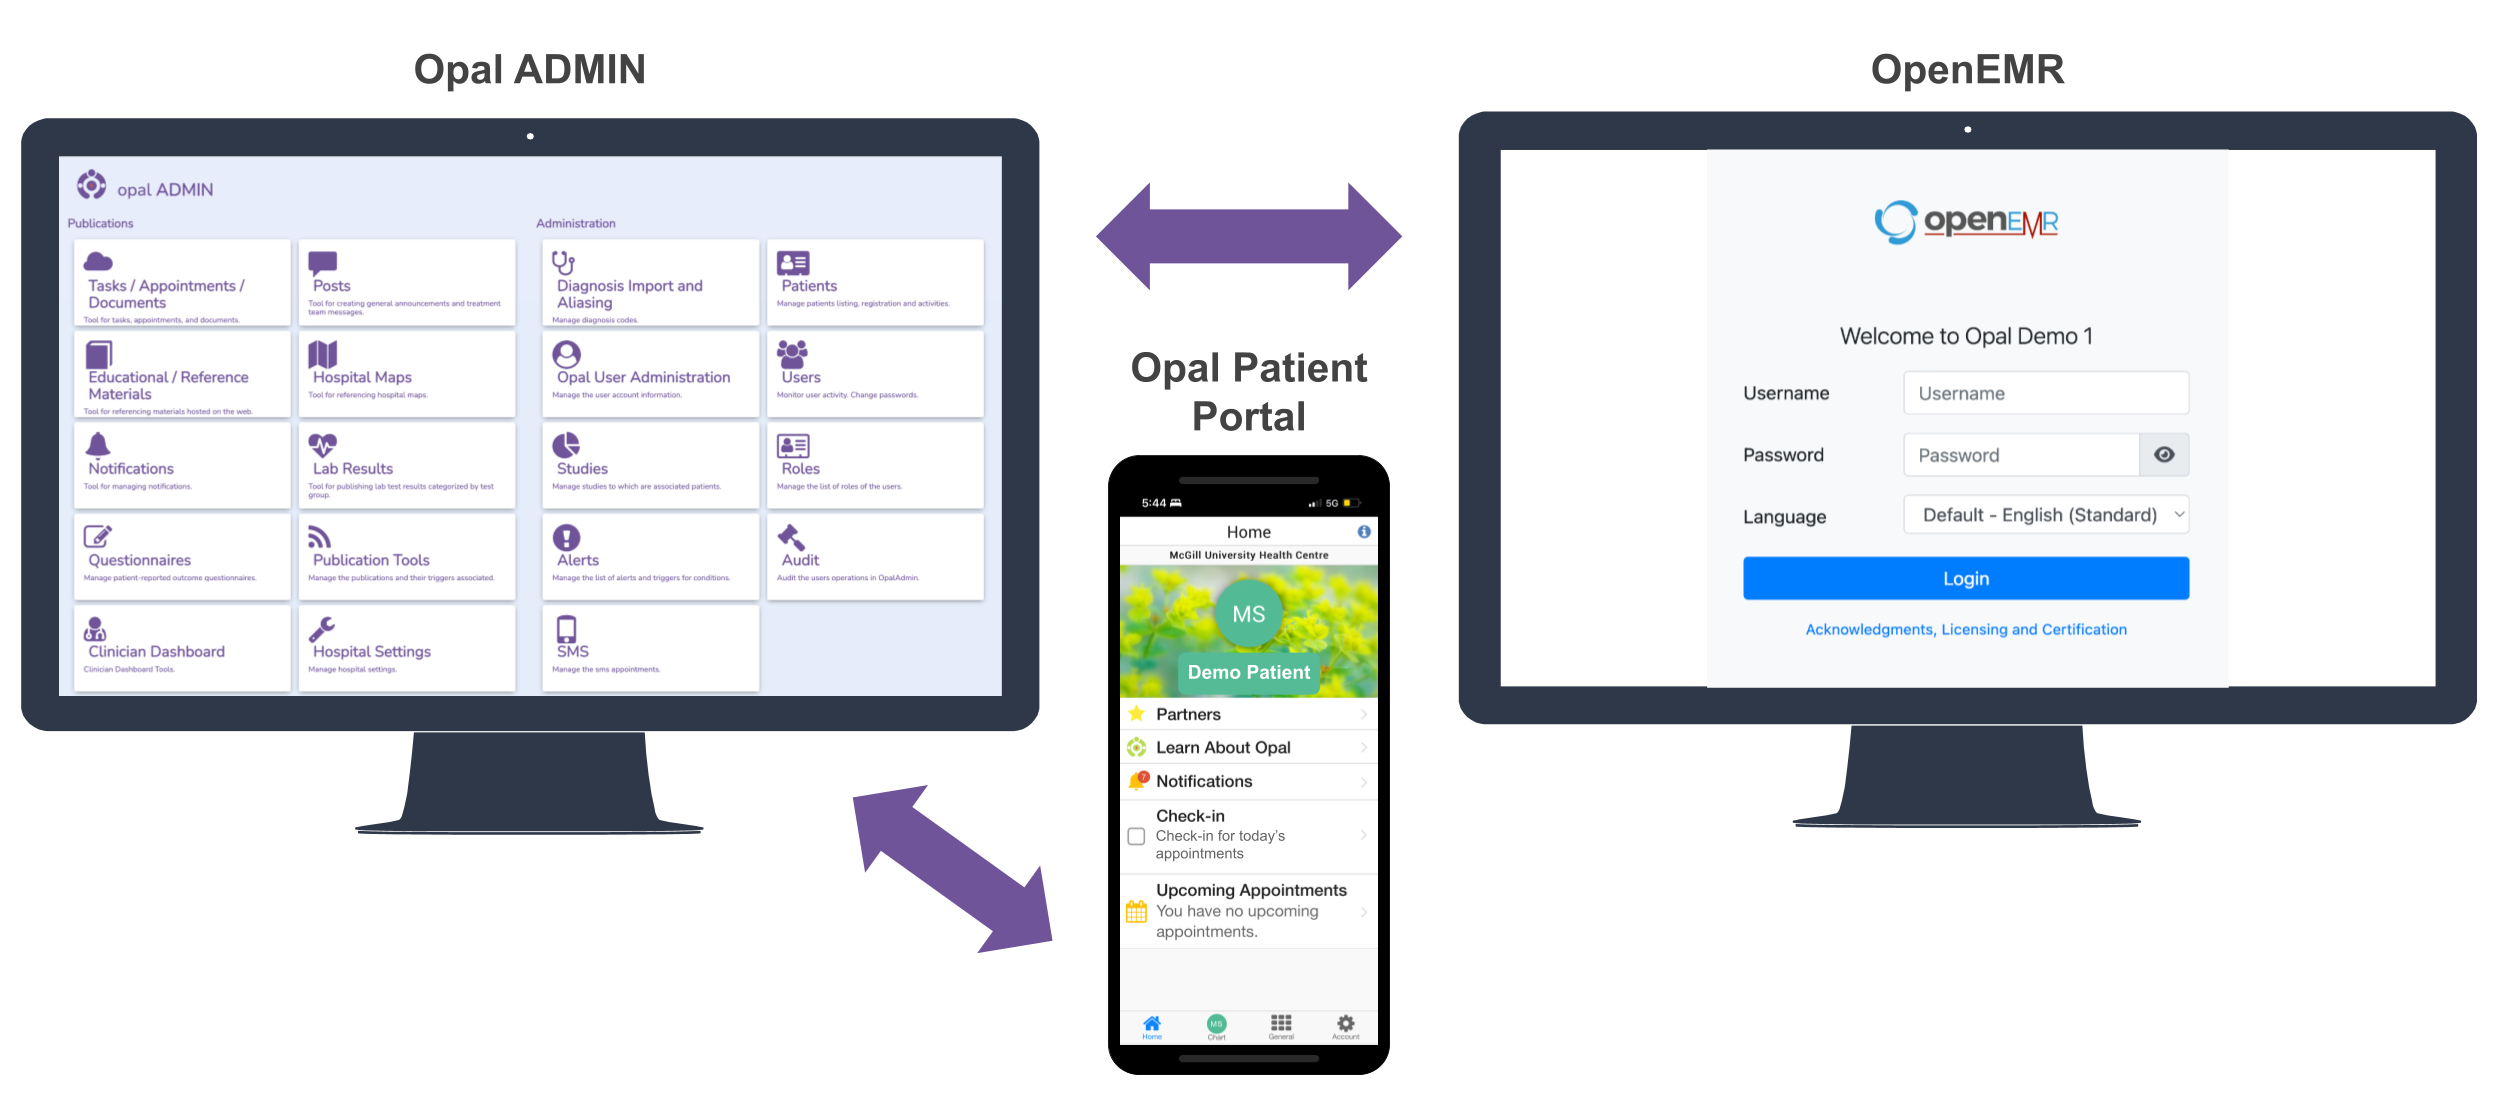 Opal ADMIN
opal ADMIN
Publications
Tasks / Appointments /
Documents
Tool for tasks, appointments, and documents.
Posts
Tool for creating general announcements and treatment
team messages.
Educational / Reference
Materials
Tool for referencing materials hosted on the web.
Hospital Maps
Tool for referencing hospital maps.
Notifications
Tool for managing notifications.
Lab Results
Tool for publishing lab test results categorized by test
group.
Questionnaires
Manage patient-reported outcome questionnaires.
Publication Tools
Manage the publications and their triggers associated.
Clinician Dashboard
Clinician Dashboard Tools.
Hospital Settings
Manage hospital settings.
Administration
Diagnosis Import and
Aliasing
Manage diagnosis codes.
Patients
Manage patients listing, registration and activities.
Opal User Administration
Manage the user account information.
Users
Monitor user activity. Change passwords.
Studies
Manage studies to which are associated patients.
Roles
Manage the list of roles of the users.
Alerts
Manage the list of alerts and triggers for conditions.
Audit
Audit the users operations in OpalAdmin.
SMS
Manage the sms appointments.
Opal Patient
Portal
5:44 5G
Home
McGill University Health Centre
MS
Demo Patient
Partners
Learn About Opal
7
Notifications
Check-in
Check-in for today's
appointments
Upcoming Appointments
You have no upcoming
appointments.
MS
Home Chart General Account
OpenEMR
openEMR
Welcome to Opal Demo 1
Username Username
Password Password
Language Default - English (Standard)
Login
Acknowledgments, Licensing and Certification